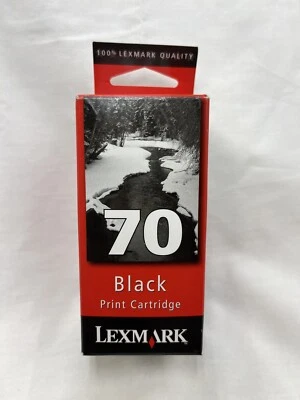 100% LEXMARK QUALITY
70
Black
Print Cartridge
LEXMARK